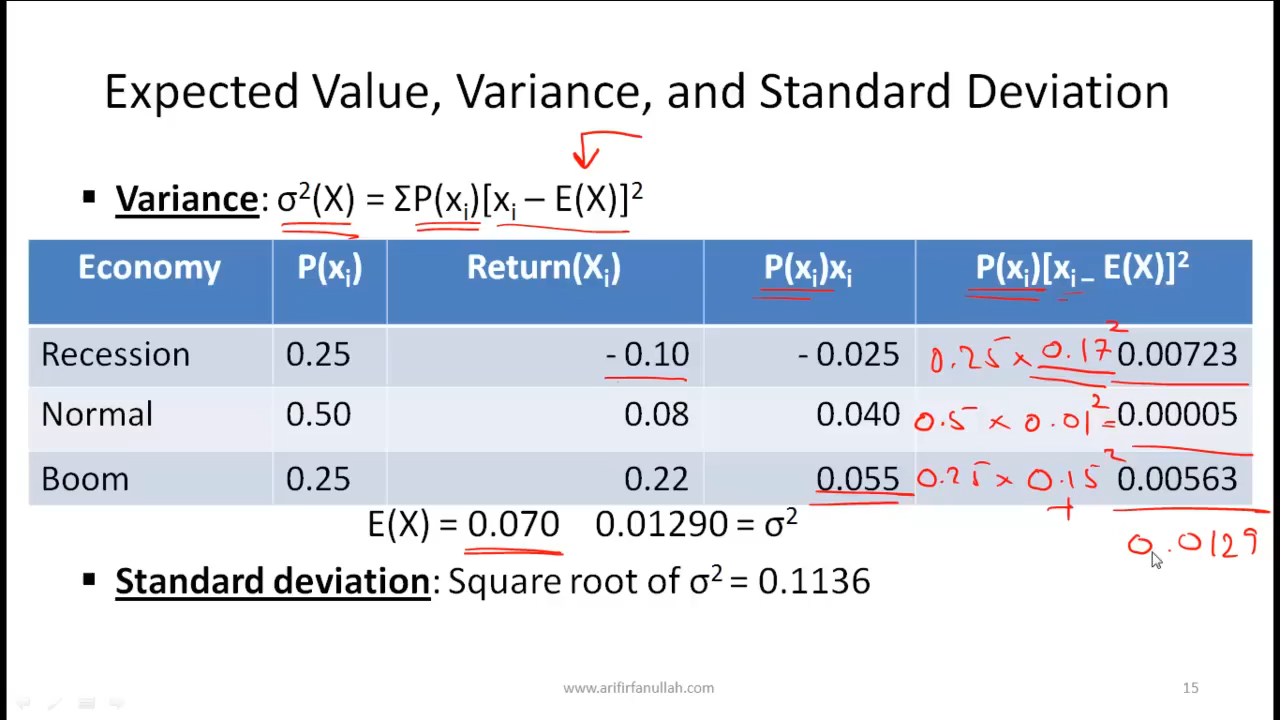 Expected Value, Variance, and Standard Deviation
▪ Variance: σ²(X) = ΣP(xᵢ)[xᵢ – E(X)]²
Economy P(xᵢ) Return(Xᵢ) P(xᵢ)xᵢ P(xᵢ)[xᵢ – E(X)]²
Recession 0.25 - 0.10 - 0.025 0.25 × 0.17² 0.00723
Normal 0.50 0.08 0.040 0.5 × 0.01² = 0.00005
Boom 0.25 0.22 0.055 0.25 × 0.15² 0.00563
+
E(X) = 0.070 0.01290 = σ² 0.0129
▪ Standard deviation: Square root of σ² = 0.1136
www.arifirfanullah.com 15